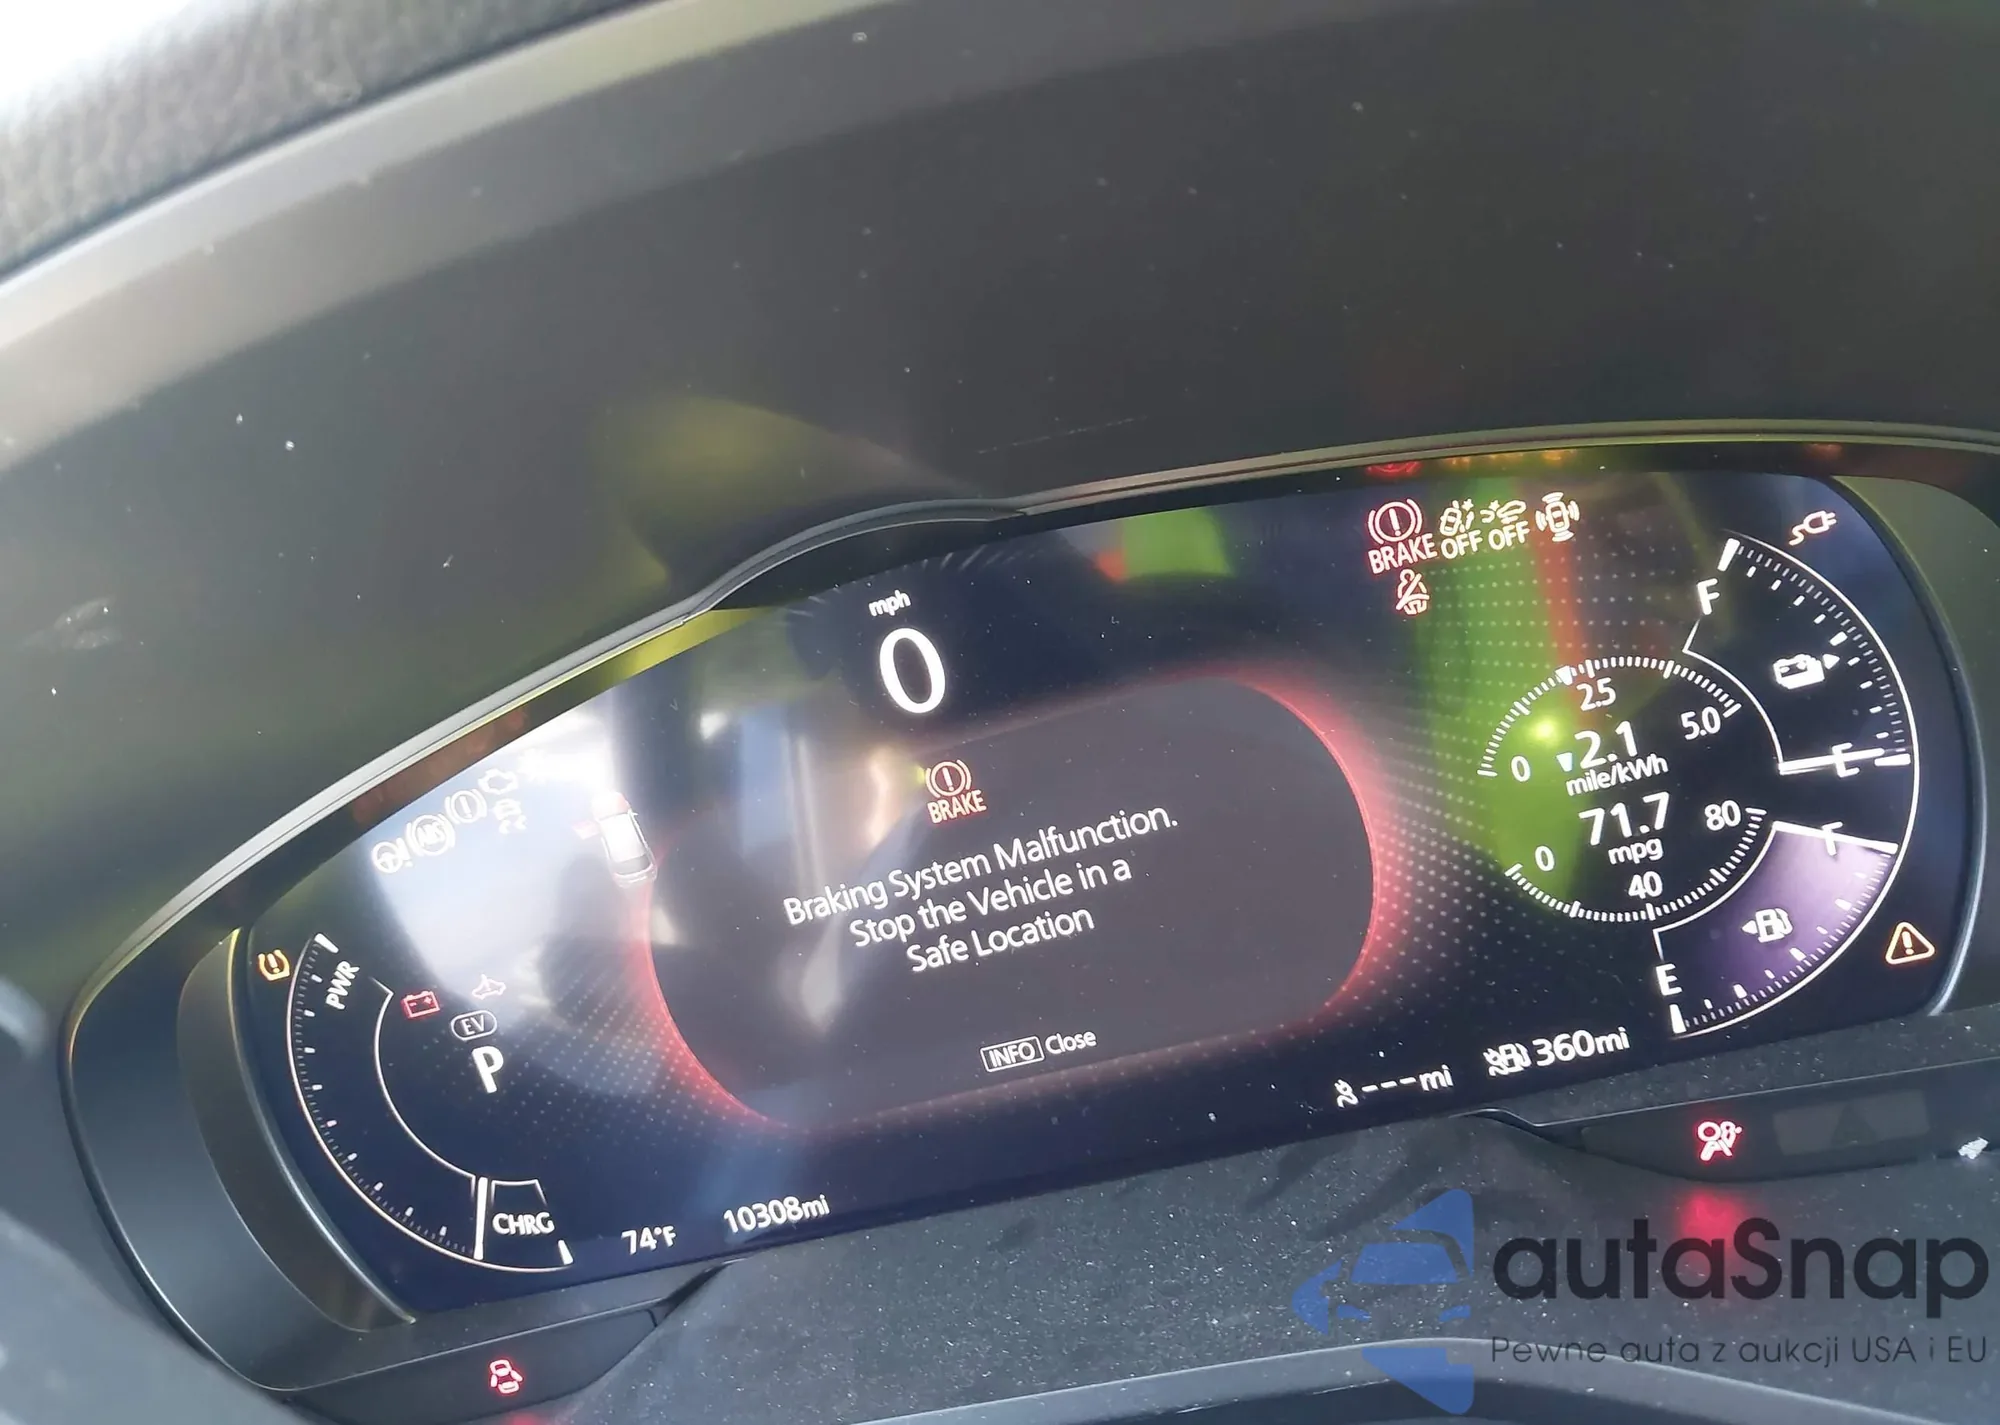 mph
0
BRAKE OFF OFF
F
2.5
0 5.0
2.1
mile/kWh
E
71.7
mpg
0 80
40
F
E
ABS
BRAKE
Braking System Malfunction.
Stop the Vehicle in a
Safe Location
INFO Close
PWR
EV
P
CHRG
---mi
360mi
74°F
10308mi
autaSnap
Pewne auta z aukcji USA i EU